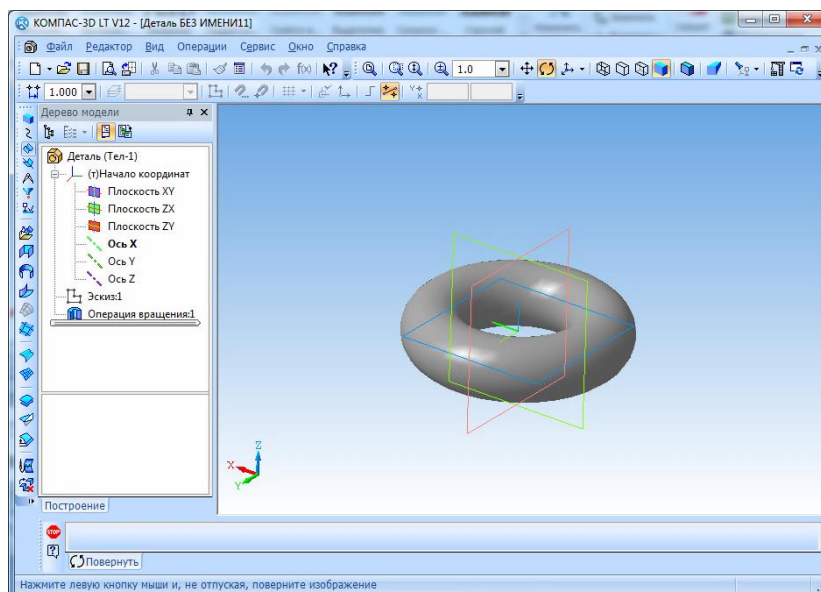 КОМПАС-3D LT V12 - [Деталь БЕЗ ИМЕНИ11]
Файл Редактор Вид Операции Сервис Окно Справка
1.0
1.000
Дерево модели
Деталь (Тел-1)
(т)Начало координат
Плоскость XY
Плоскость ZX
Плоскость ZY
Ось X
Ось Y
Ось Z
Эскиз:1
Операция вращения:1
Z
X
Y
Построение
STOP
Повернуть
Нажмите левую кнопку мыши и, не отпуская, поверните изображение